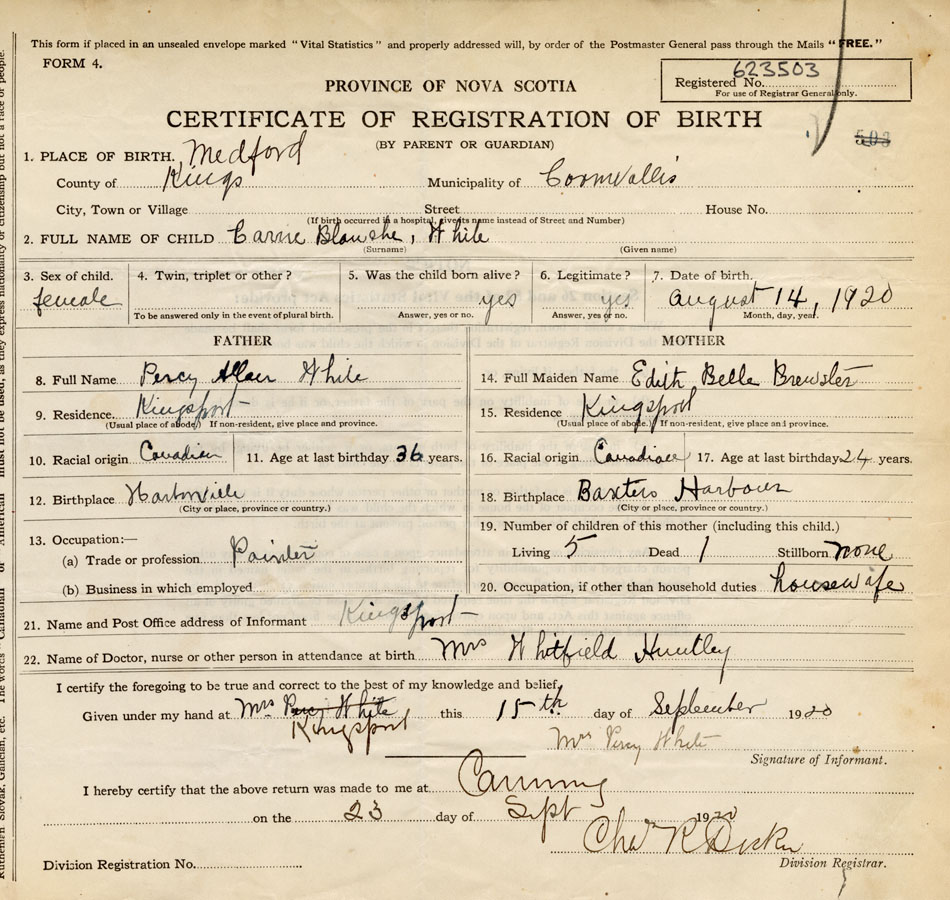 This form if placed in an unsealed envelope marked "Vital Statistics" and properly addressed will, by order of the Postmaster General pass through the Mails "FREE."
FORM 4.
623503
Registered No.
For use of Registrar General only.
PROVINCE OF NOVA SCOTIA
CERTIFICATE OF REGISTRATION OF BIRTH
503
(BY PARENT OR GUARDIAN)
1. PLACE OF BIRTH. Medford
County of Kings Municipality of Cornwallis
City, Town or Village Street House No.
(If birth occurred in a hospital, give its name instead of Street and Number)
2. FULL NAME OF CHILD Carrie Blanche, White
(Surname) (Given name)
3. Sex of child. 4. Twin, triplet or other? 5. Was the child born alive? 6. Legitimate? 7. Date of birth.
female yes yes August 14, 1920
To be answered only in the event of plural birth. Answer, yes or no. Answer, yes or no. Month, day, year.
FATHER MOTHER
8. Full Name Percy White 14. Full Maiden Name Edith Belle Brewster
9. Residence. Kingsport 15. Residence Kingsport
(Usual place of abode) If non-resident, give place and province. (Usual place of abode.) If non-resident, give place and province.
10. Racial origin Canadian 11. Age at last birthday 36 years. 16. Racial origin Canadian 17. Age at last birthday 24 years.
12. Birthplace 18. Birthplace Baxters Harbour
(City or place, province or country.) (City or place, province or country.)
13. Occupation:— 19. Number of children of this mother (including this child.)
(a) Trade or profession Painter Living 5 Dead 1 Stillborn none
(b) Business in which employed 20. Occupation, if other than household duties housewife
21. Name and Post Office address of Informant Kingsport
22. Name of Doctor, nurse or other person in attendance at birth Mrs Whitfield Huntley
I certify the foregoing to be true and correct to the best of my knowledge and belief
Given under my hand at Mrs Percy White this 15th day of September 1920
Kingsport
Mrs Percy White
Signature of Informant.
I hereby certify that the above return was made to me at Canning
on the 23 day of Sept 1920
Chas R
Division Registration No. Division Registrar.